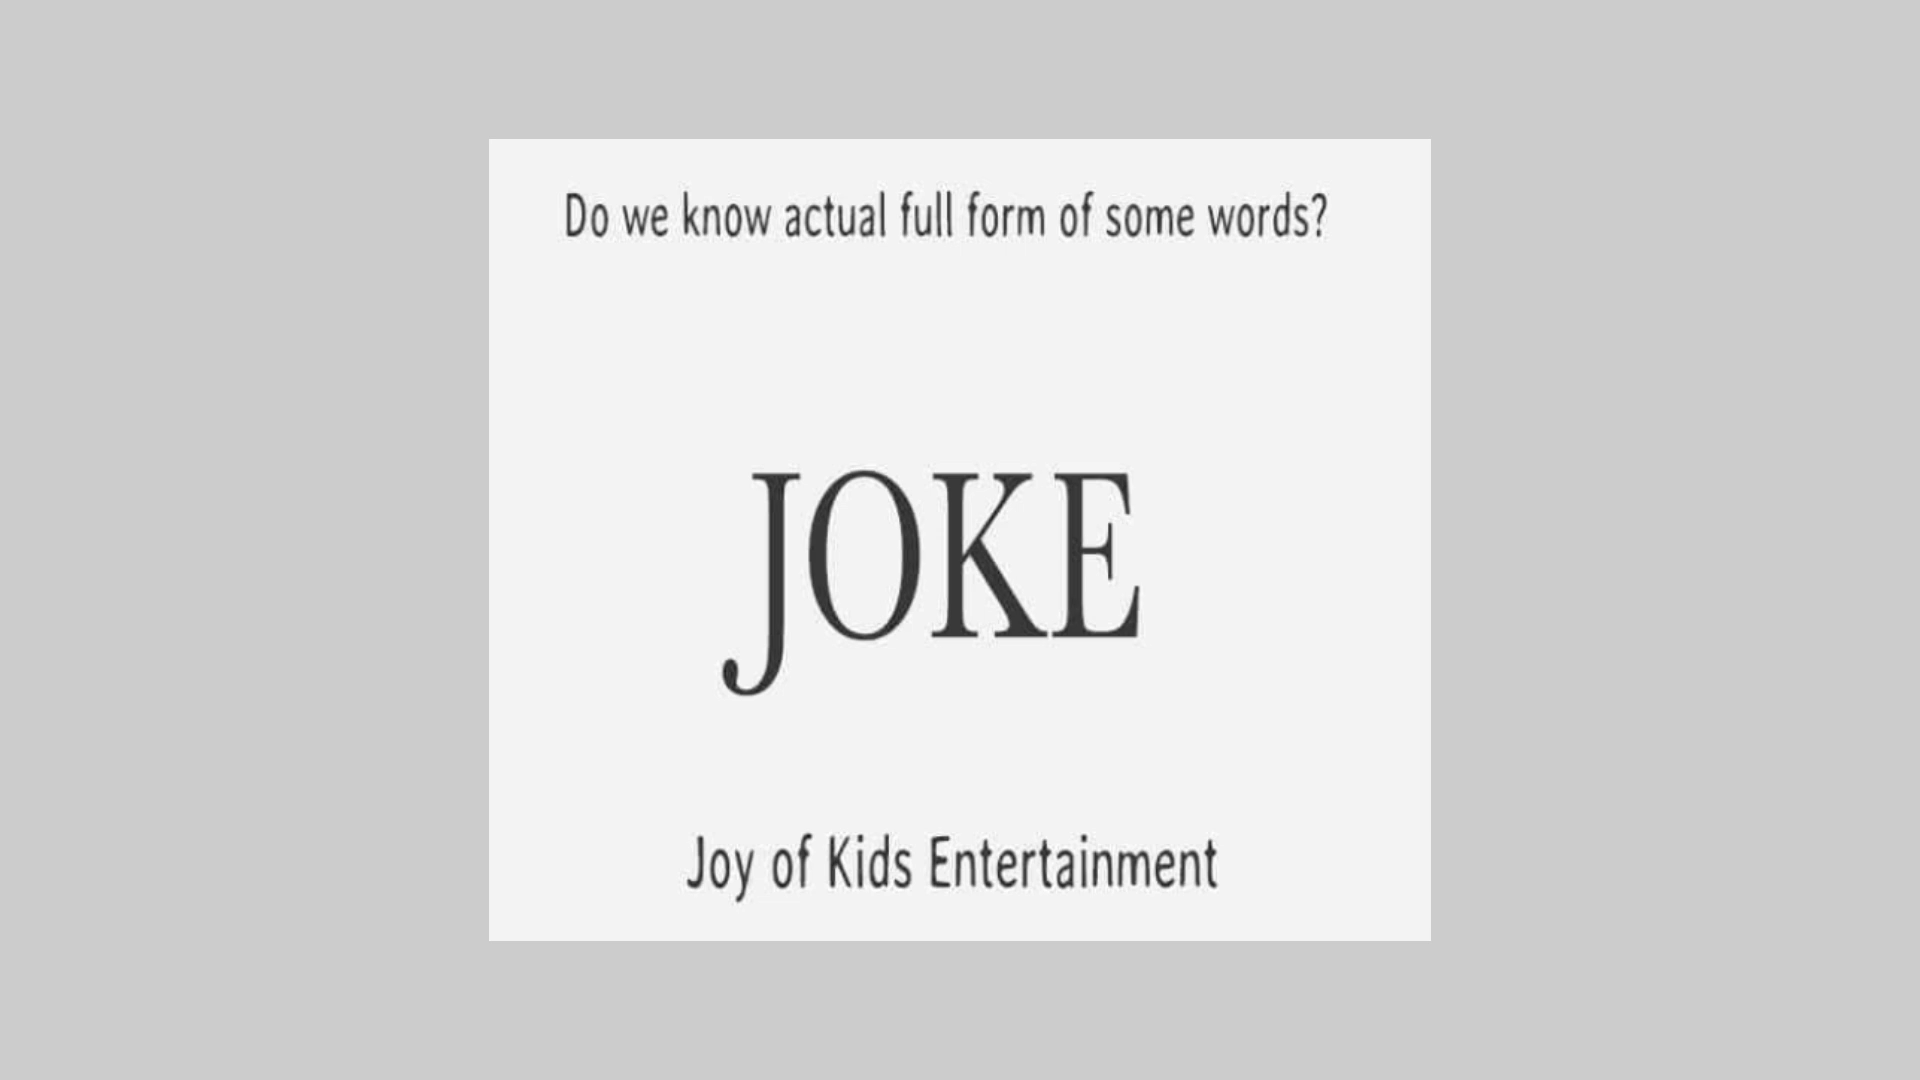 Do we know actual full form of some words?
JOKE
Joy of Kids Entertainment